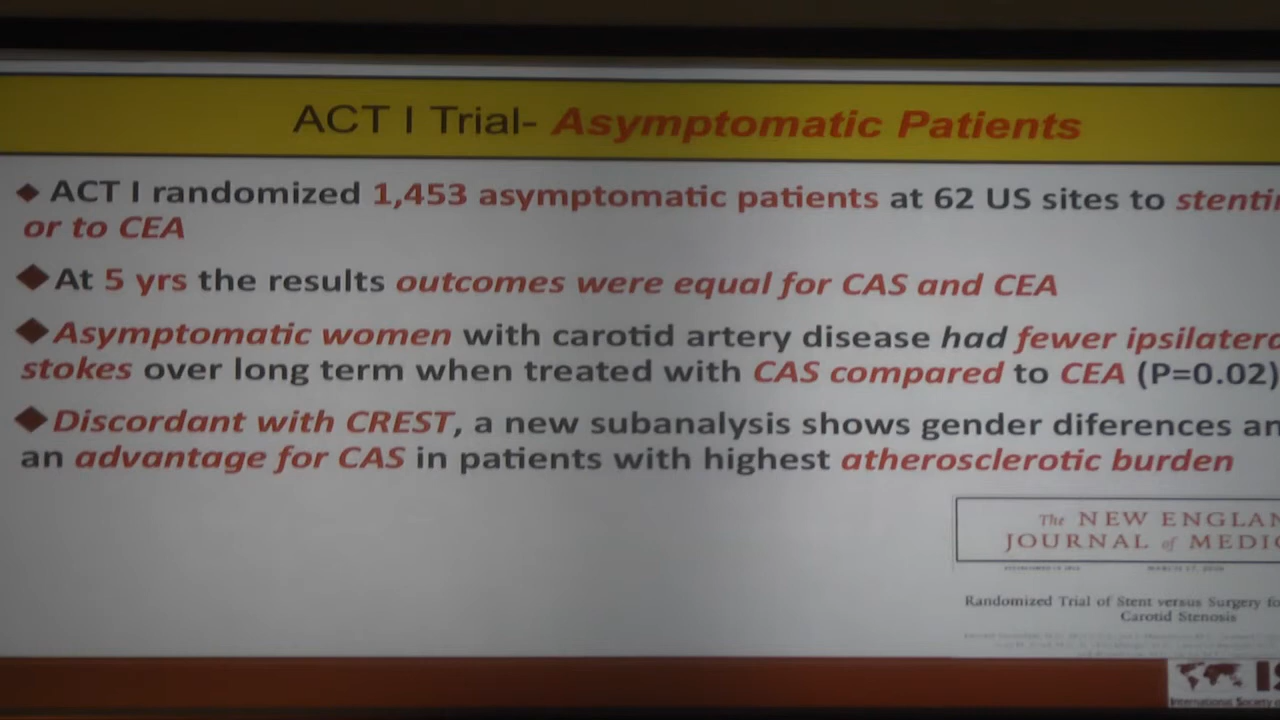 ACT I Trial- Asymptomatic Patients
◆ ACT I randomized 1,453 asymptomatic patients at 62 US sites to stentin
or to CEA
◆ At 5 yrs the results outcomes were equal for CAS and CEA
◆ Asymptomatic women with carotid artery disease had fewer ipsilatera
stokes over long term when treated with CAS compared to CEA (P=0.02)
◆ Discordant with CREST, a new subanalysis shows gender diferences an
an advantage for CAS in patients with highest atherosclerotic burden
The NEW ENGLAN
JOURNAL of MEDIC
Randomized Trial of Stent versus Surgery fo
Carotid Stenosis
IS
International Society